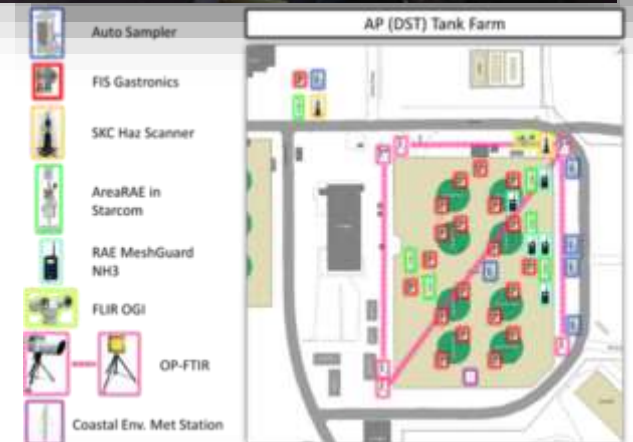 AP (DST) Tank Farm
Auto Sampler
FIS Gastronics
SKC Haz Scanner
AreaRAE in
Starcom
RAE MeshGuard
NH3
FLIR OGI
OP-FTIR
Coastal Env. Met Station